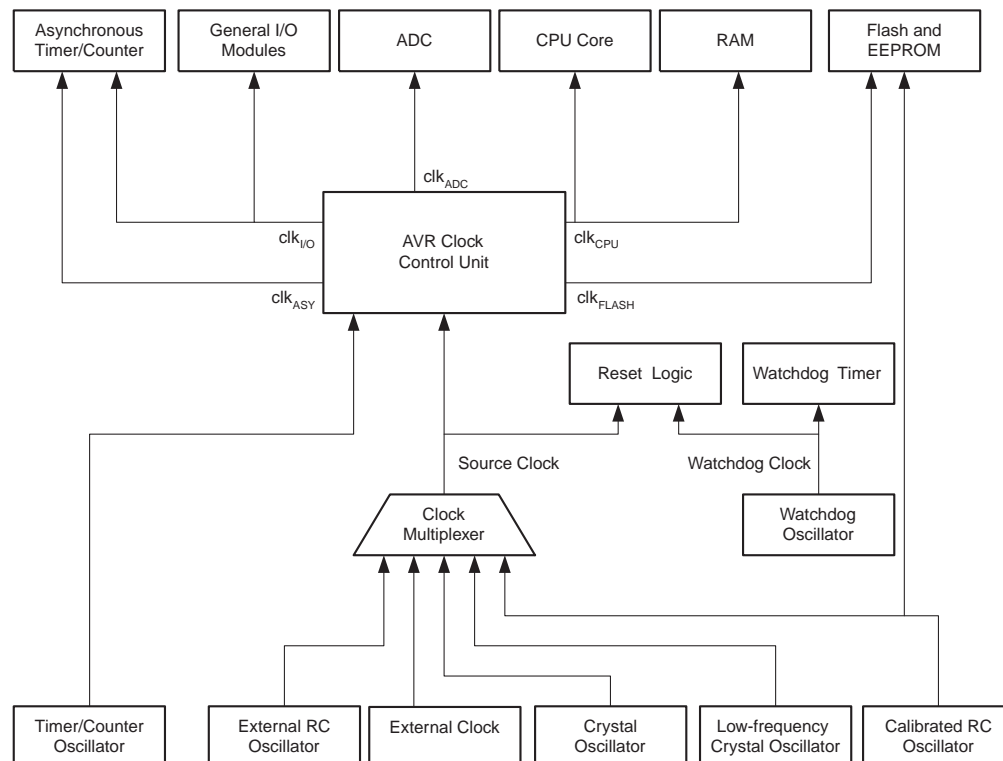 Asynchronous
Timer/Counter
General I/O
Modules
ADC
CPU Core
RAM
Flash and
EEPROM
clkADC
clkI/O
AVR Clock
Control Unit
clkCPU
clkASY
clkFLASH
Reset Logic
Watchdog Timer
Source Clock
Watchdog Clock
Clock
Multiplexer
Watchdog
Oscillator
Timer/Counter
Oscillator
External RC
Oscillator
External Clock
Crystal
Oscillator
Low-frequency
Crystal Oscillator
Calibrated RC
Oscillator